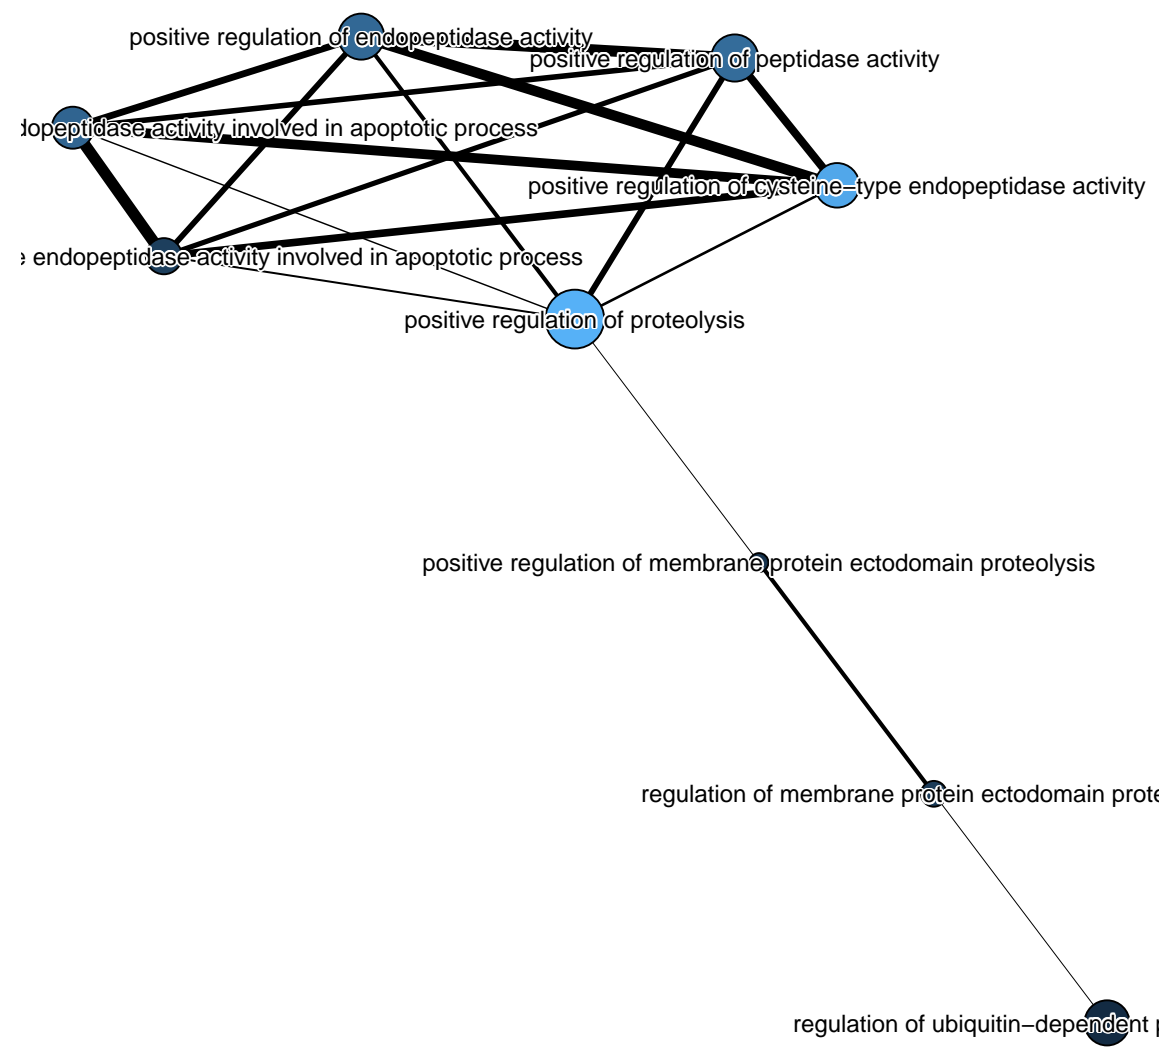 positive regulation of endopeptidase activity
positive regulation of peptidase activity
dopeptidase activity involved in apoptotic process
positive regulation of cysteine−type endopeptidase activity
endopeptidase activity involved in apoptotic process
positive regulation of proteolysis
positive regulation of membrane protein ectodomain proteolysis
regulation of membrane protein ectodomain prote
regulation of ubiquitin−dependent p